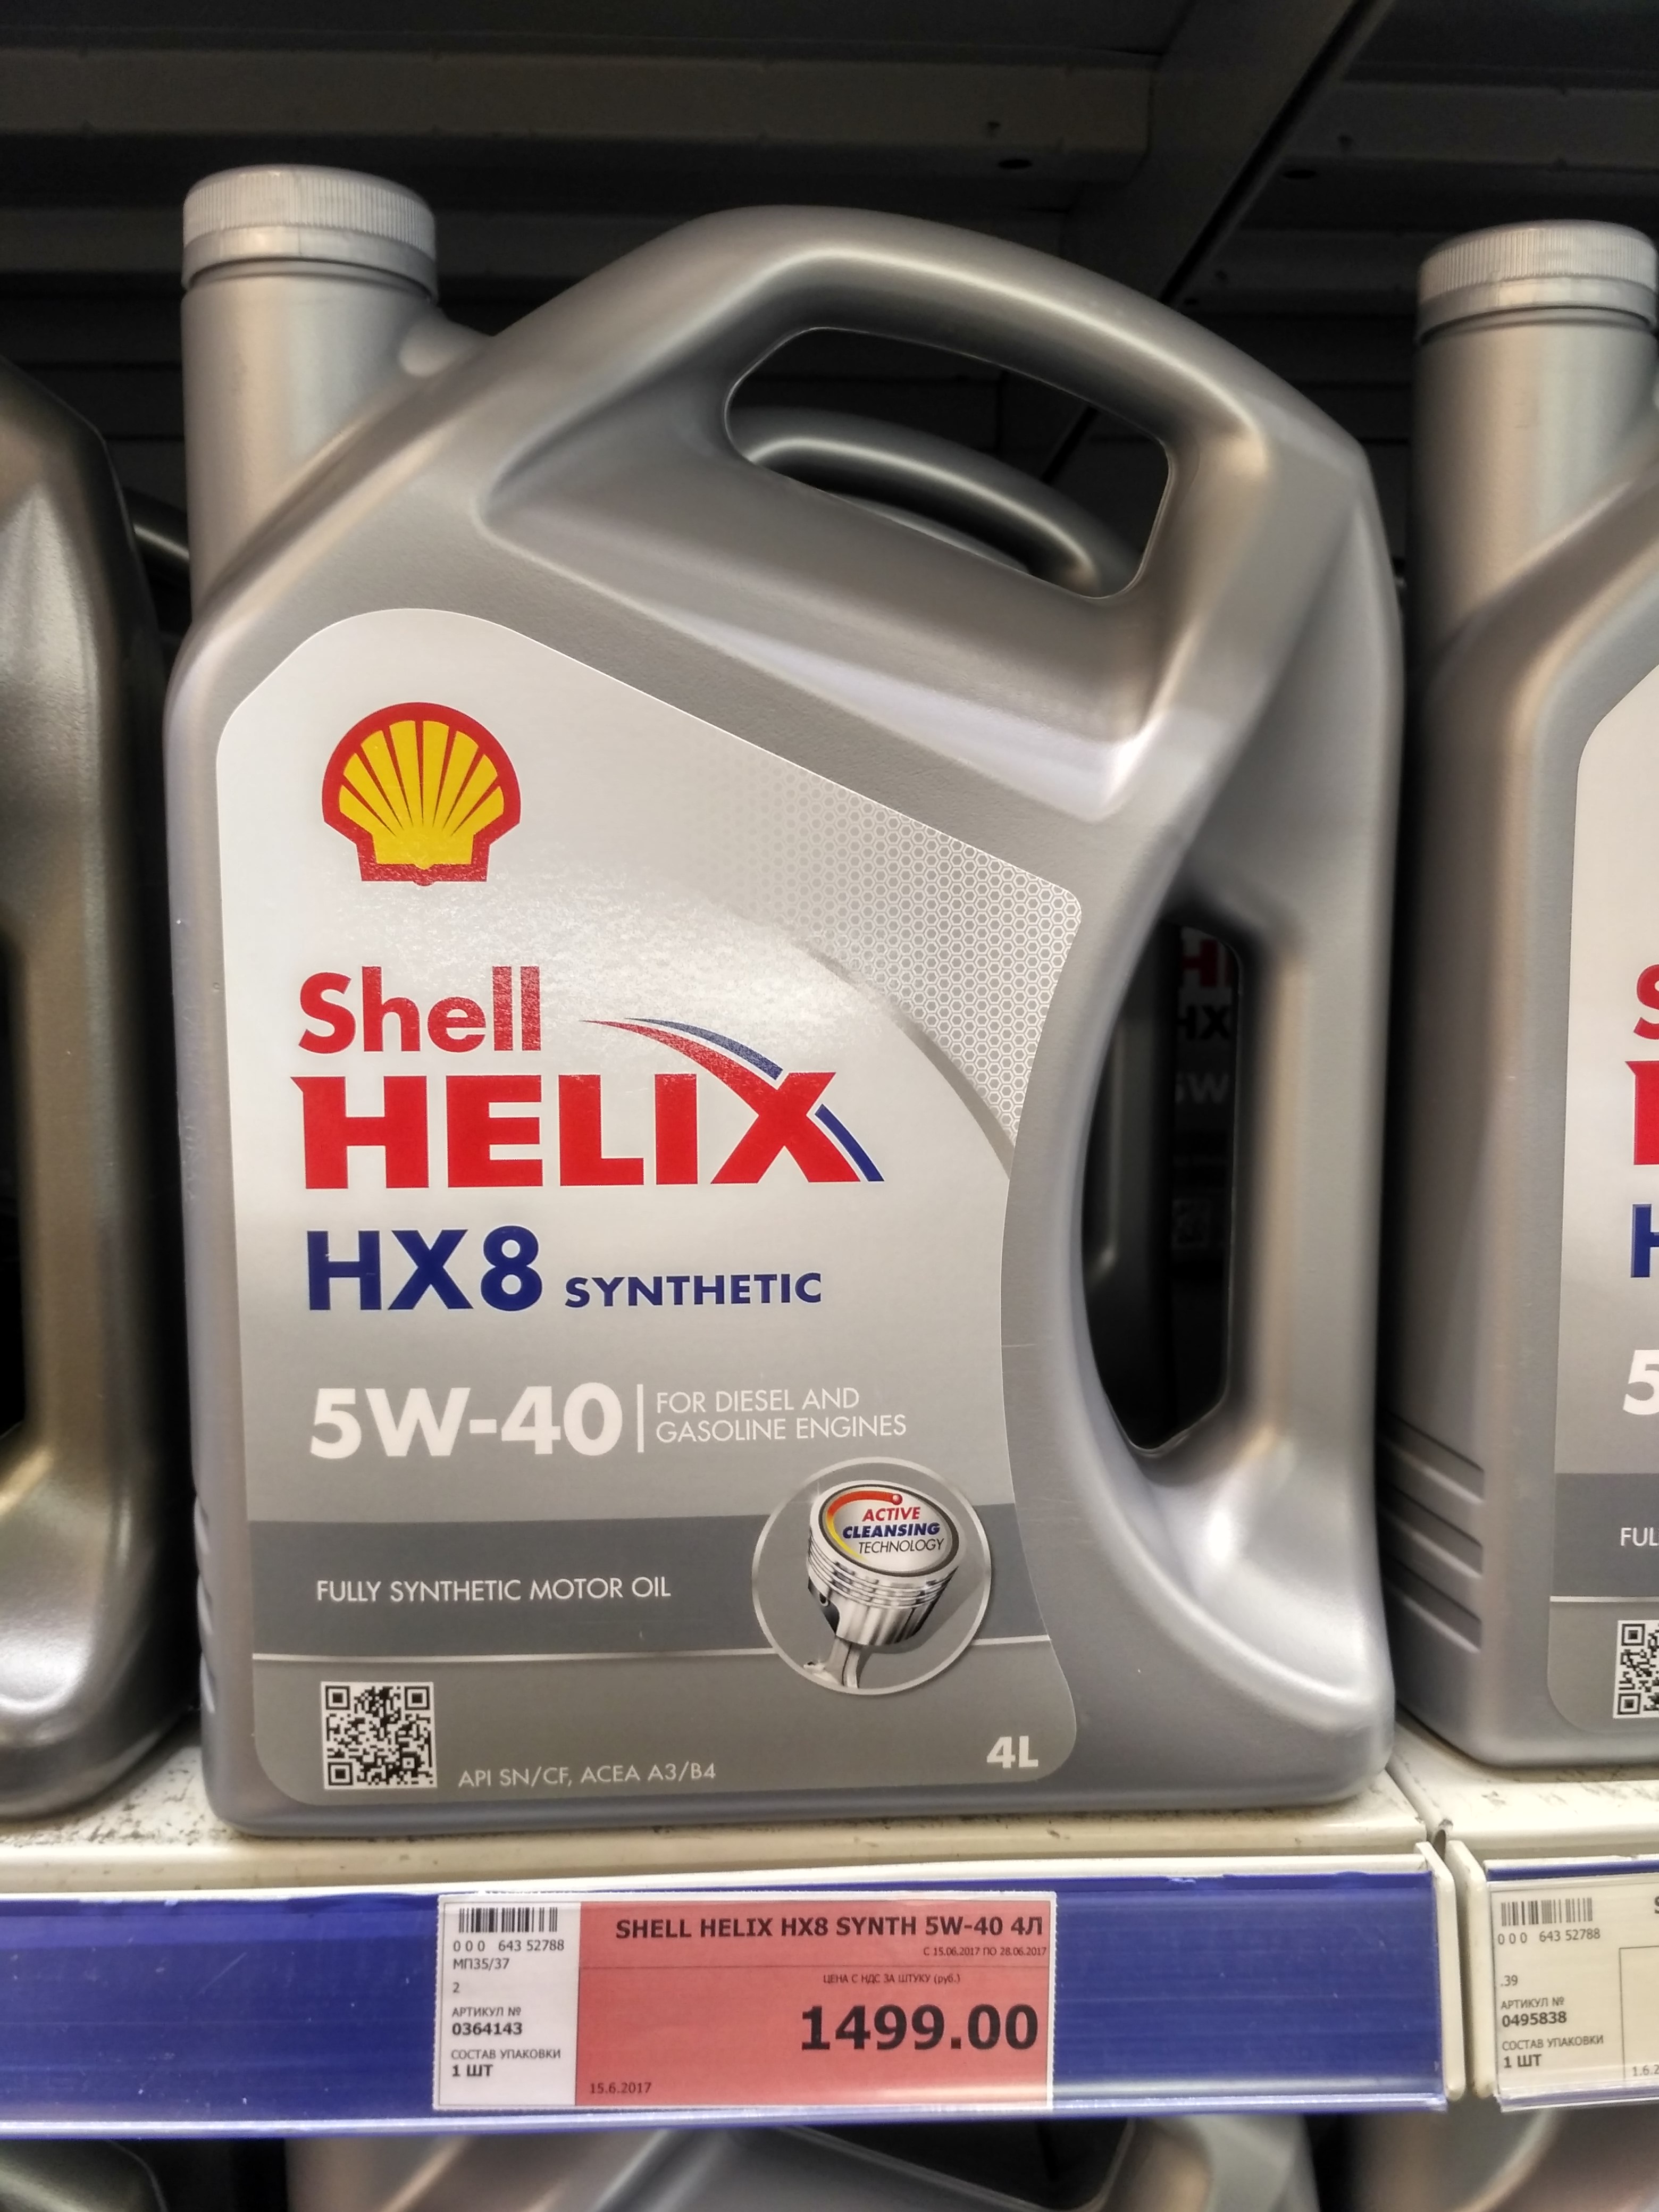 Shell
HELIX
HX8 SYNTHETIC
5W-40
FOR DIESEL AND
GASOLINE ENGINES
ACTIVE
CLEANSING
TECHNOLOGY
FULLY SYNTHETIC MOTOR OIL
API SN/CF, ACEA A3/B4
4L
HX
5W
FUL
000 643 52788
МП35/37
2
АРТИКУЛ №
0364143
СОСТАВ УПАКОВКИ
1 ШТ
SHELL HELIX HX8 SYNTH 5W-40 4Л
С 15.06.2017 ПО 28.06.2017
ЦЕНА С НДС ЗА ШТУКУ (руб.)
1499.00
15.6.2017
000 643 52788
.39
АРТИКУЛ №
0495838
СОСТАВ УПАКОВКИ
1 ШТ